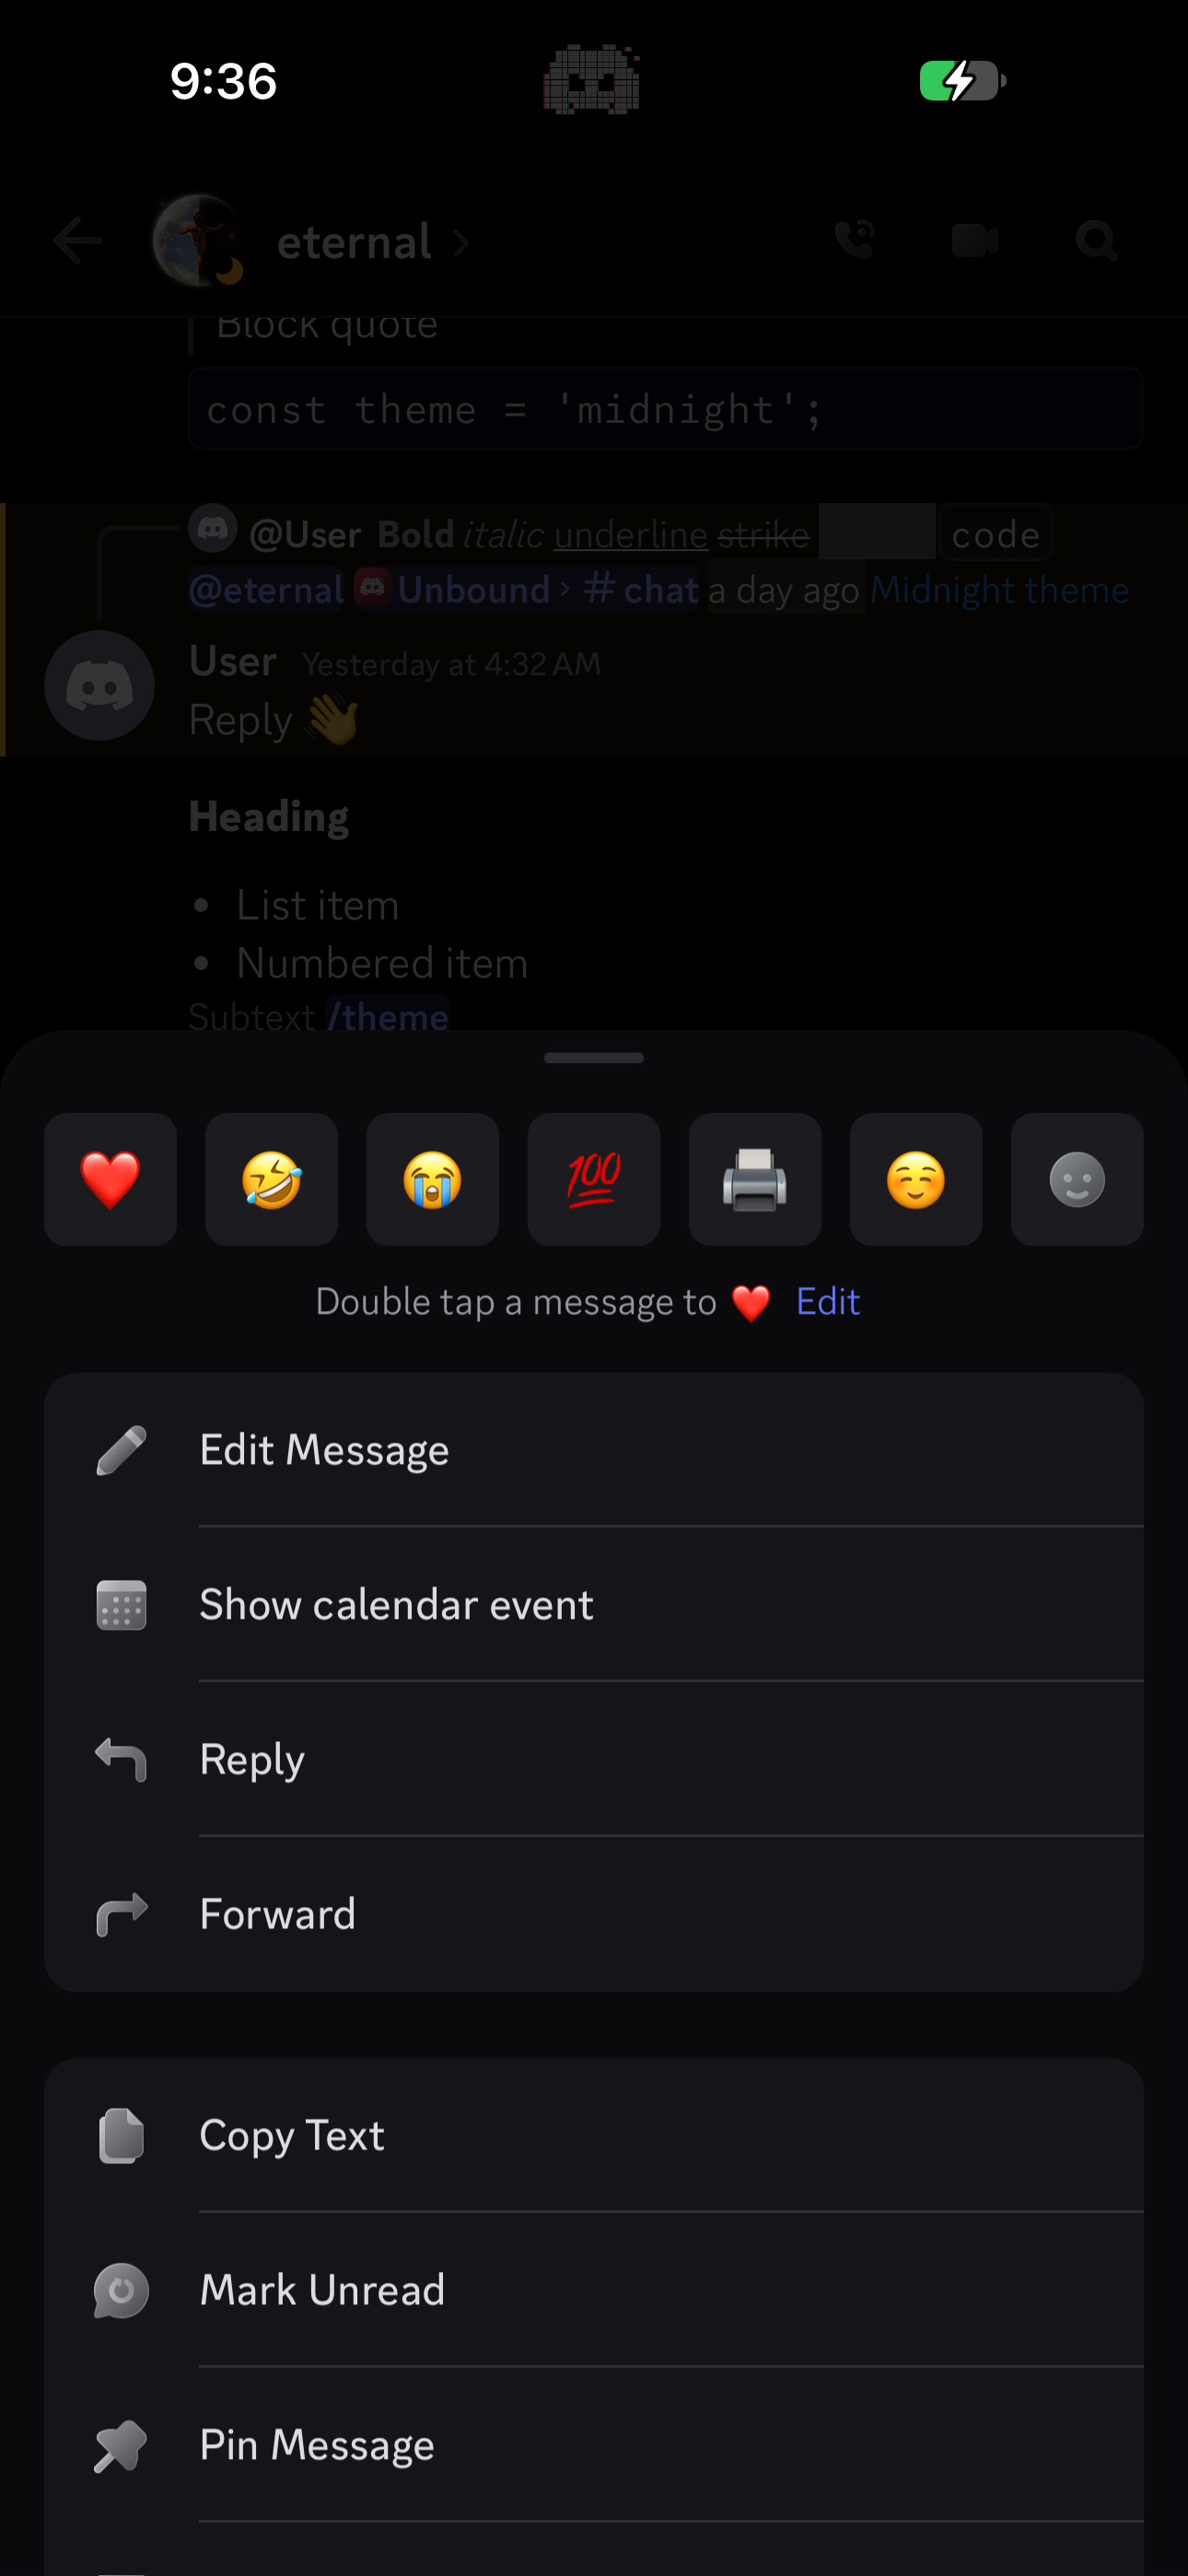 9:36
eternal
Block quote
const theme = 'midnight';
@User Bold italic underline strike code
@eternal Unbound › # chat a day ago Midnight theme
User Yesterday at 4:32 AM
Reply 👋
Heading
• List item
• Numbered item
Subtext /theme
💯
Double tap a message to ❤️ Edit
Edit Message
Show calendar event
Reply
Forward
Copy Text
Mark Unread
Pin Message